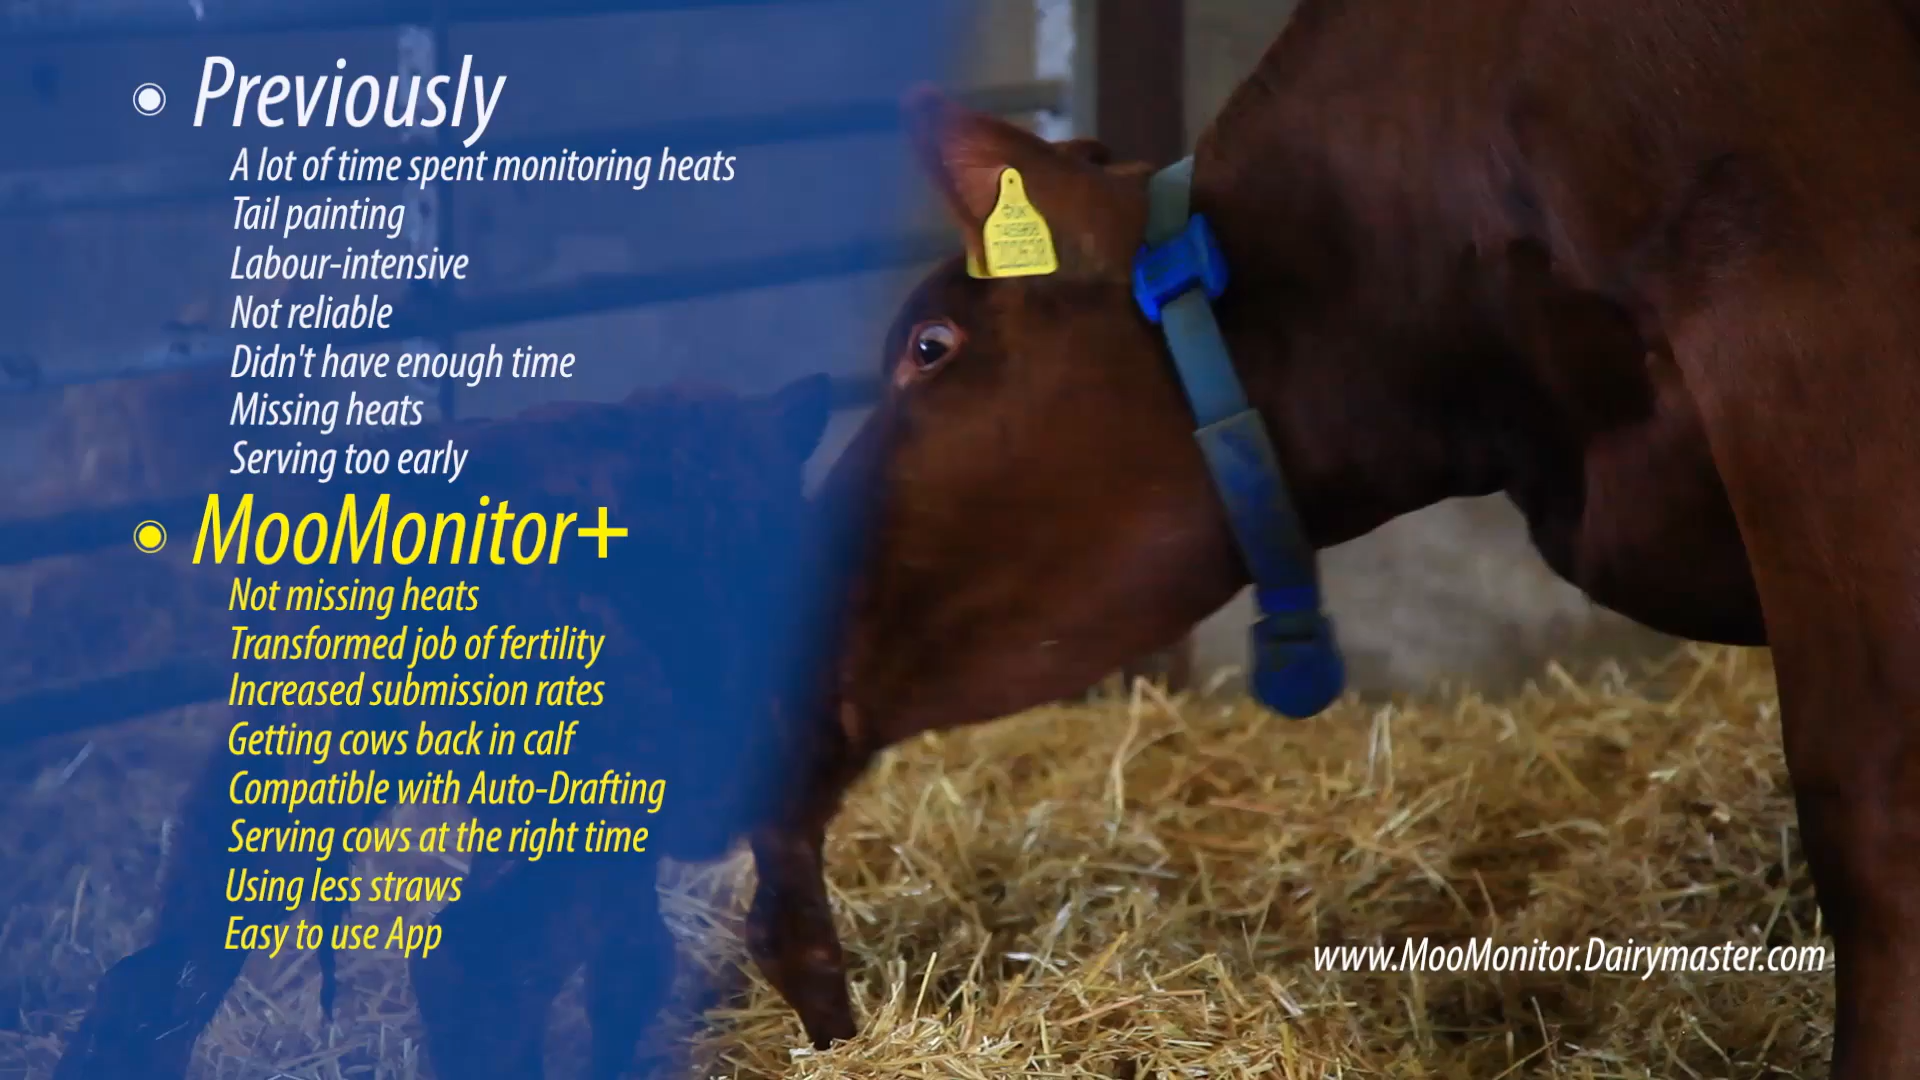 Previously
A lot of time spent monitoring heats
Tail painting
Labour-intensive
Not reliable
Didn't have enough time
Missing heats
Serving too early
MooMonitor+
Not missing heats
Transformed job of fertility
Increased submission rates
Getting cows back in calf
Compatible with Auto-Drafting
Serving cows at the right time
Using less straws
Easy to use App
www.MooMonitor.Dairymaster.com